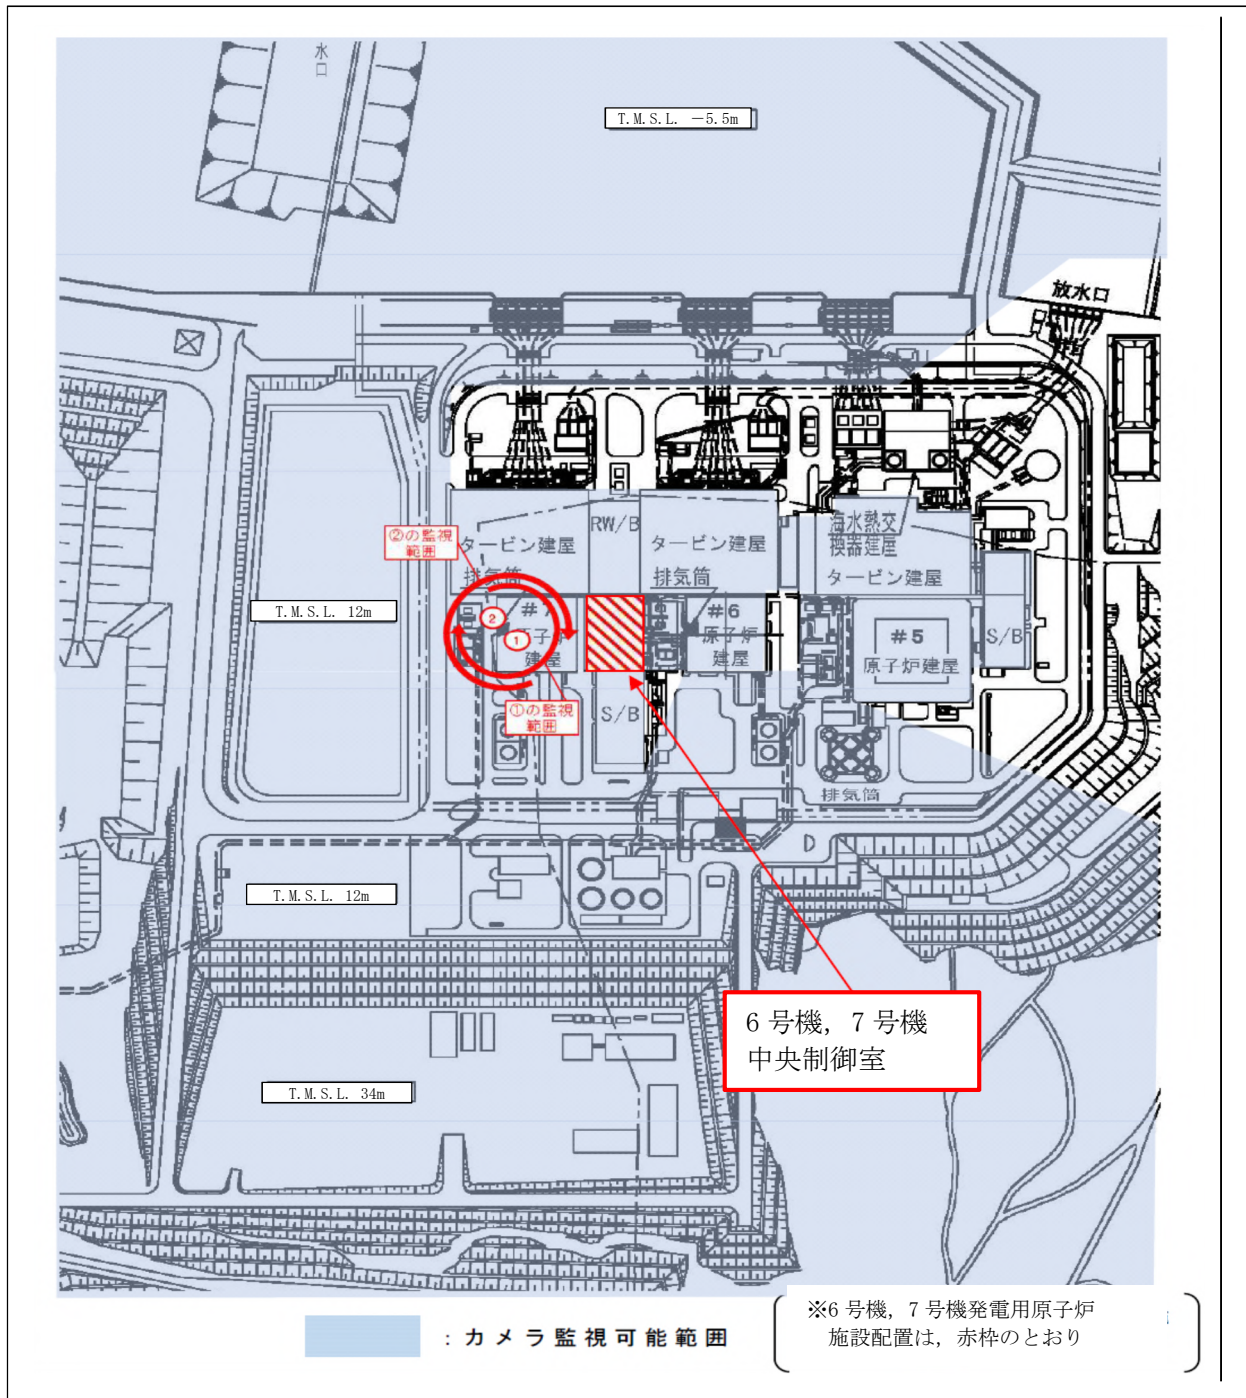 水
口
T.M.S.L. －5.5m
放水口
RW/B
海水熱交
換器建屋
②の監視
範囲
タービン建屋
タービン建屋
タービン建屋
排気筒
排気筒
T.M.S.L. 12m
②
#
#6
#5
S/B
①
原子
建屋
原子炉
建屋
原子炉建屋
①の監視
範囲
S/B
排気筒
T.M.S.L. 12m
6号機，7号機
中央制御室
T.M.S.L. 34m
：カメラ監視可能範囲
※6号機，7号機発電用原子炉
施設配置は，赤枠のとおり